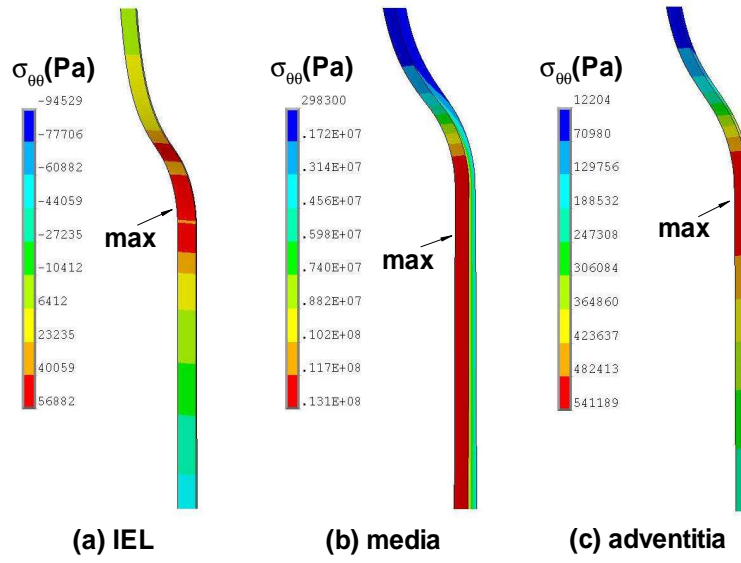 σθθ(Pa)
-94529
-77706
-60882
-44059
-27235
-10412
6412
23235
40059
56882
max
(a) IEL
σθθ(Pa)
298300
.172E+07
.314E+07
.456E+07
.598E+07
.740E+07
.882E+07
.102E+08
.117E+08
.131E+08
max
(b) media
σθθ(Pa)
12204
70980
129756
188532
247308
306084
364860
423637
482413
541189
max
(c) adventitia